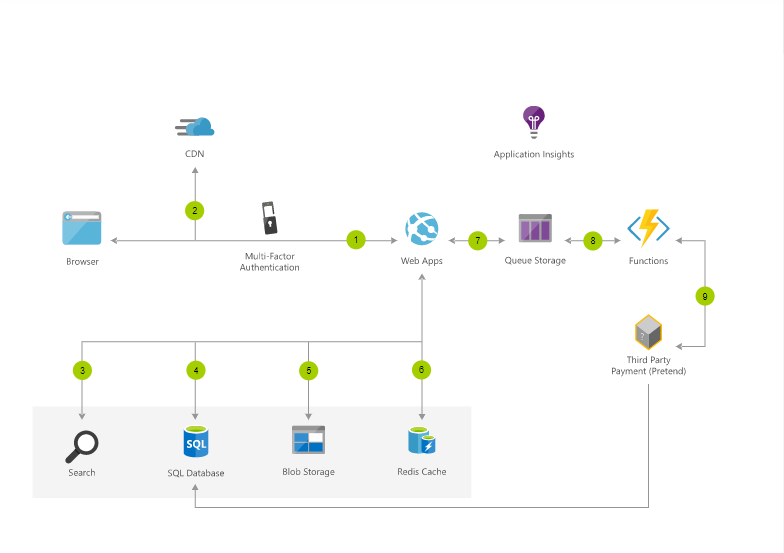 CDN
Application Insights
2
Browser
Multi-Factor
Authentication
1
Web Apps
7
Queue Storage
8
Functions
9
Third Party
Payment (Pretend)
3
4
5
6
Search
SQL
SQL Database
Blob Storage
Redis Cache